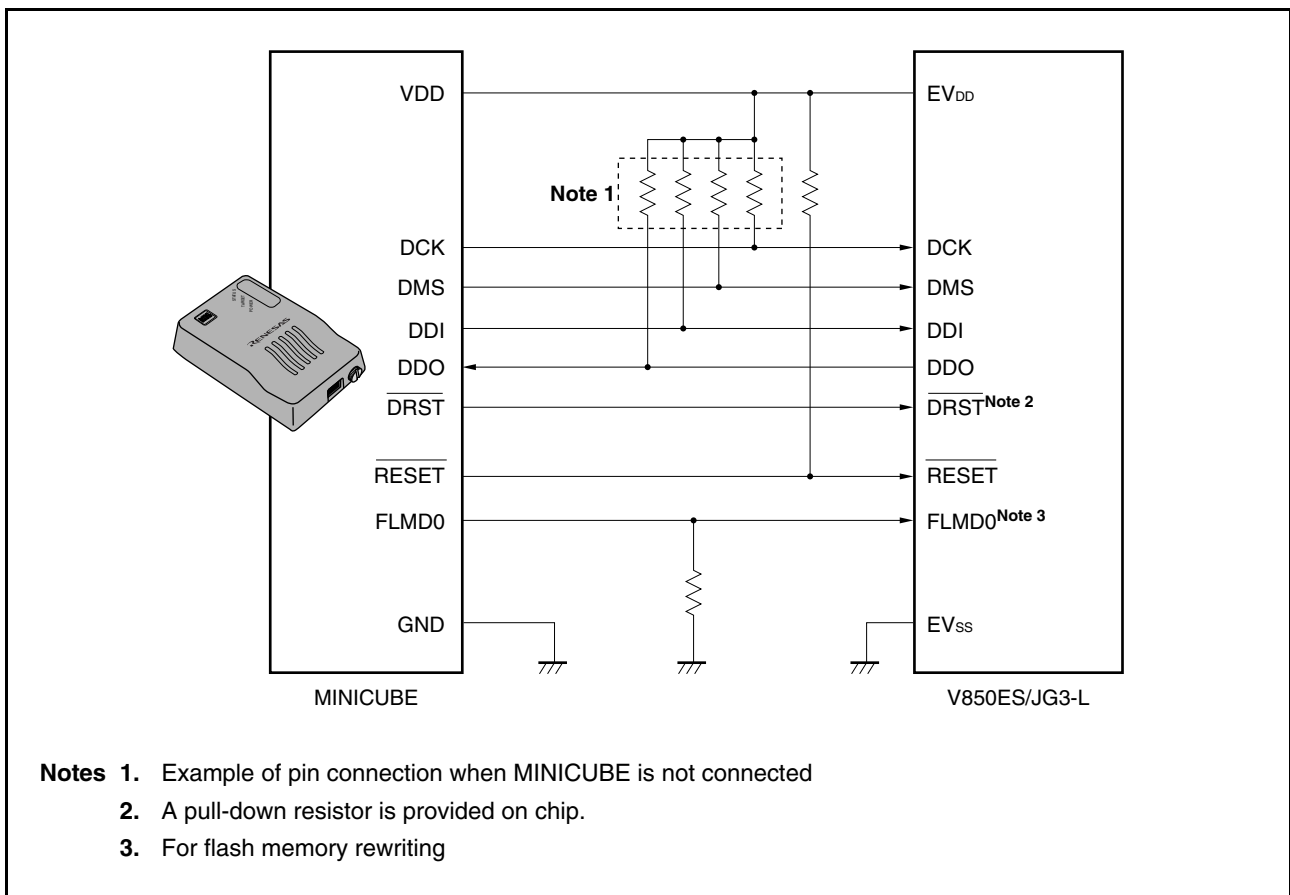 VDD
EVDD
Note 1
DCK
DCK
DMS
DMS
DDI
DDI
DDO
DDO
DRST
DRSTNote 2
RESET
RESET
FLMD0
FLMD0Note 3
GND
EVSS
RENESAS
MINICUBE
V850ES/JG3-L
Notes 1. Example of pin connection when MINICUBE is not connected
2. A pull-down resistor is provided on chip.
3. For flash memory rewriting